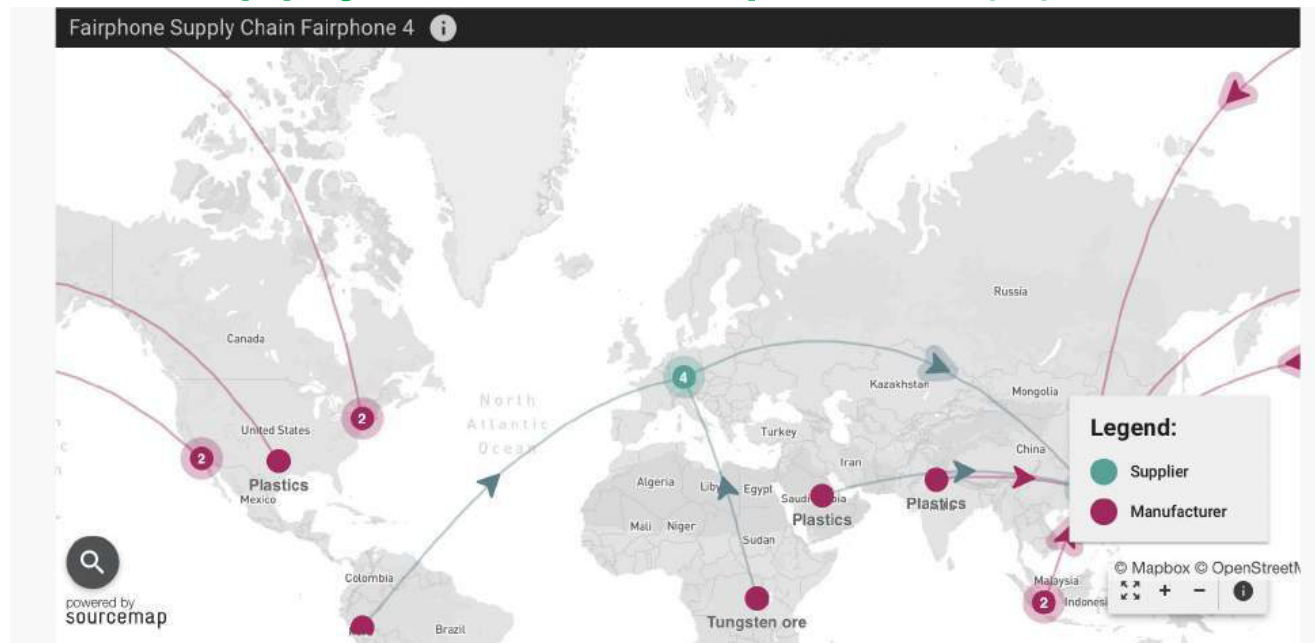 Fairphone Supply Chain Fairphone 4
Russia
Canada
4
Kazakhstan
Mongolia
North
Atlantic
Ocean
2
United States
Turkey
Legend:
China
2
Iran
Supplier
Plastics
Mexico
Algeria
Egypt
Plastics
Manufacturer
Plastics
Mali
Niger
Sudan
© Mapbox © OpenStreetM
Colombia
Malaysia
+
−
powered by
sourcemap
2
Indonesi
Tungsten ore
Brazil